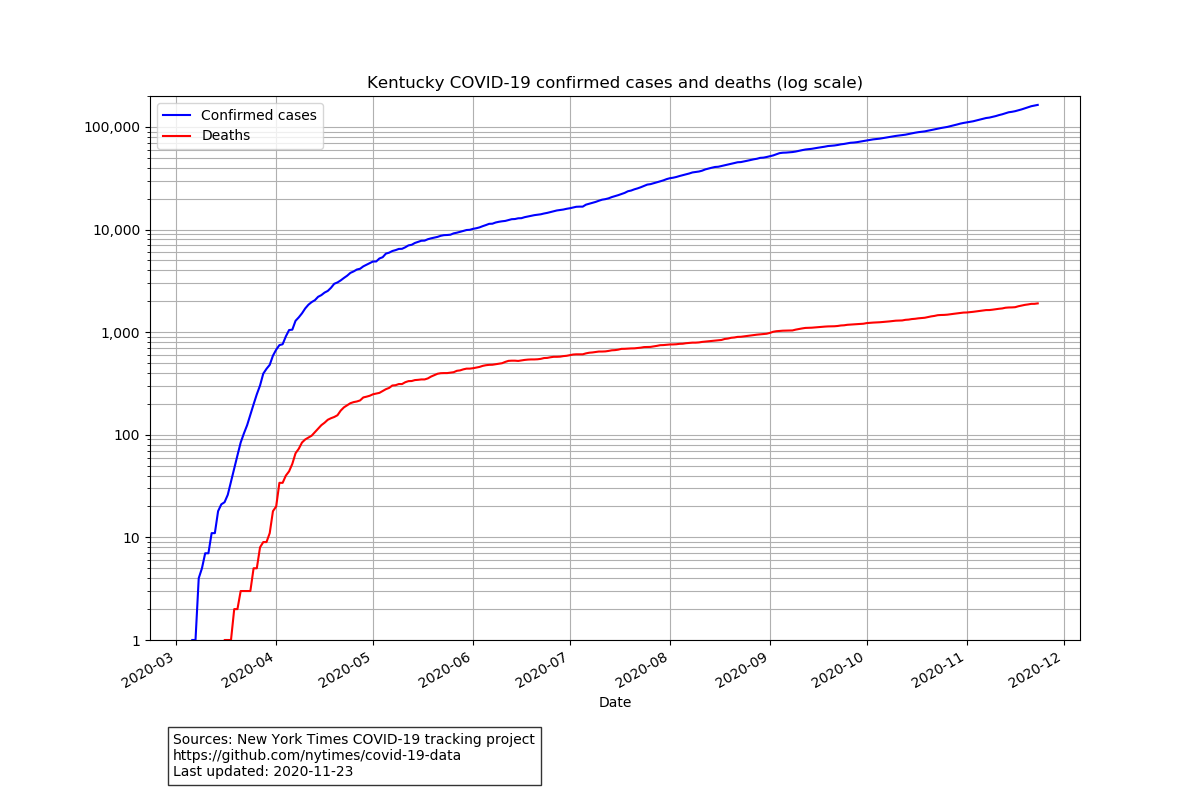 Kentucky COVID-19 confirmed cases and deaths (log scale)
Confirmed cases
Deaths
100,000
10,000
1,000
100
10
1
2020-03
2020-04
2020-05
2020-06
2020-07
2020-08
2020-09
2020-10
2020-11
2020-12
Date
Sources: New York Times COVID-19 tracking project
https://github.com/nytimes/covid-19-data
Last updated: 2020-11-23